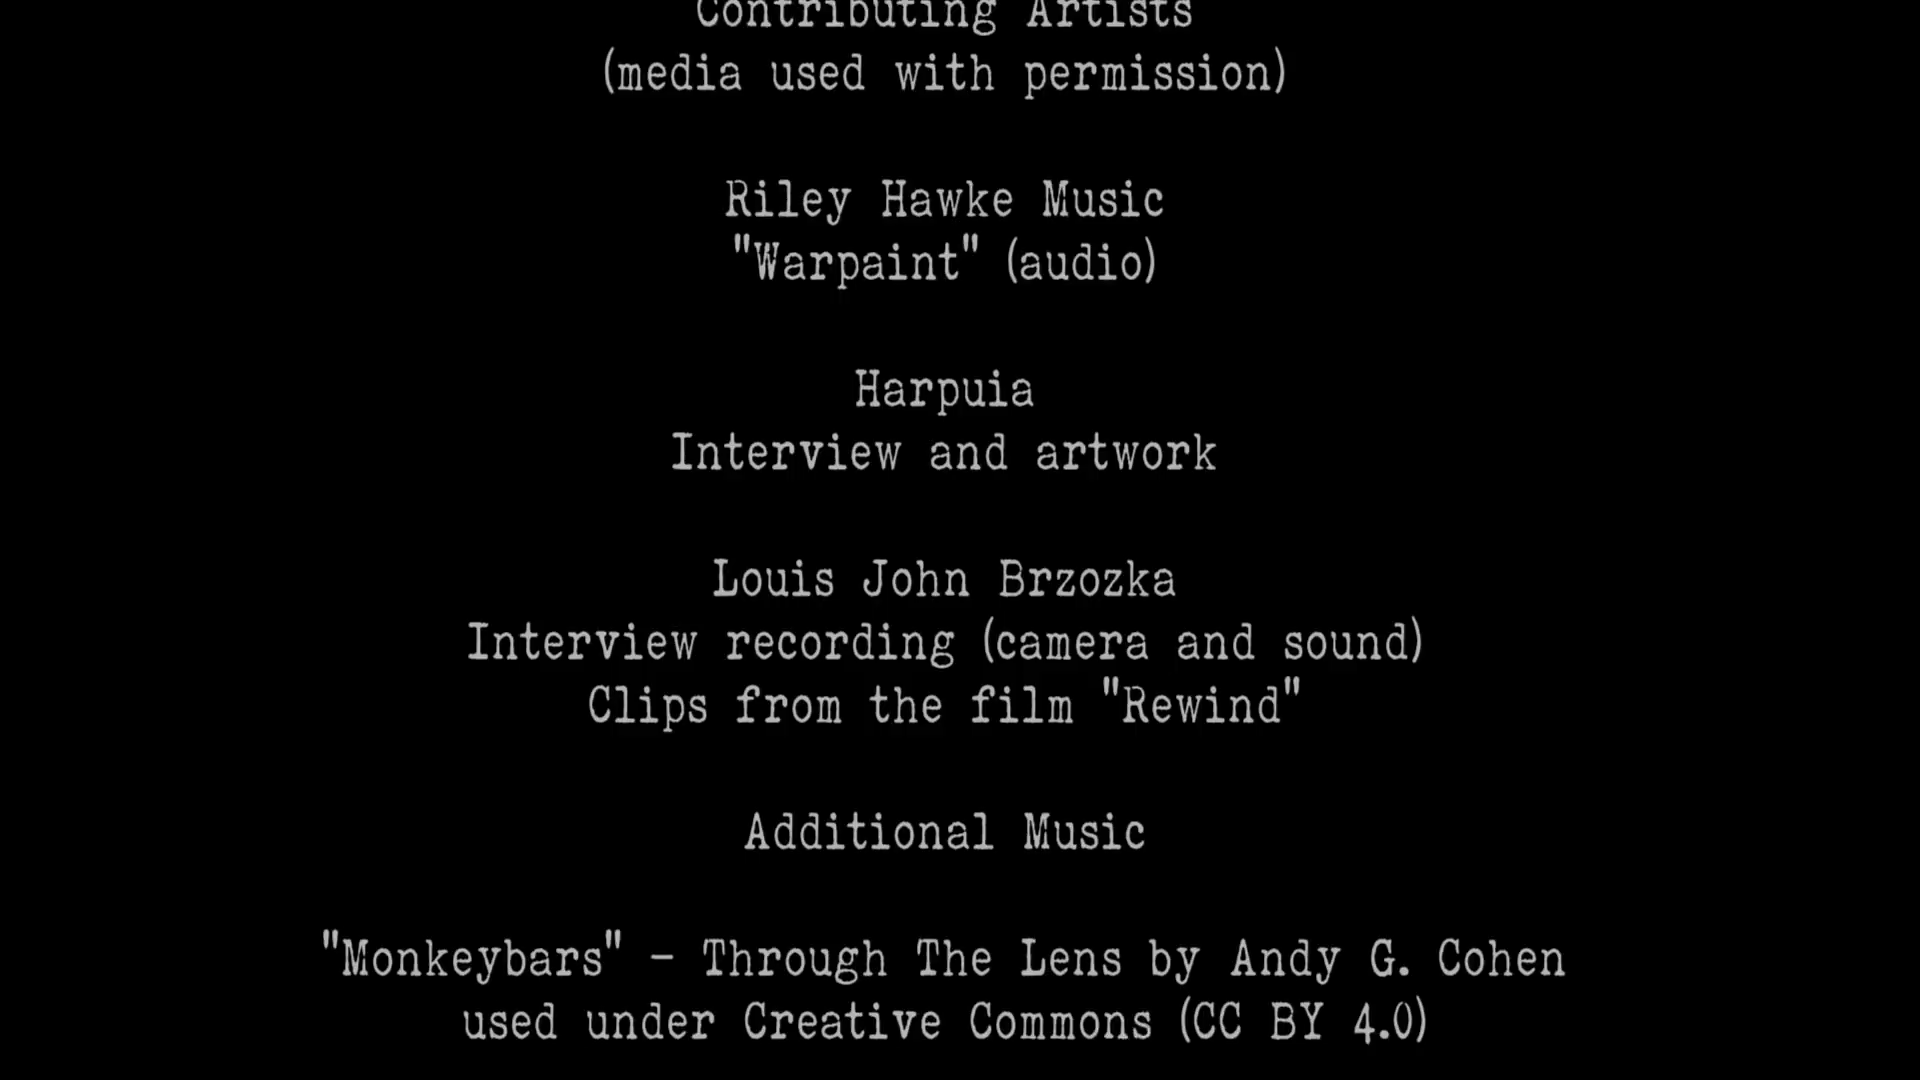 Contributing Artists
(media used with permission)
Riley Hawke Music
"Warpaint" (audio)
Harpuia
Interview and artwork
Louis John Brzozka
Interview recording (camera and sound)
Clips from the film "Rewind"
Additional Music
"Monkeybars" - Through The Lens by Andy G. Cohen
used under Creative Commons (CC BY 4.0)